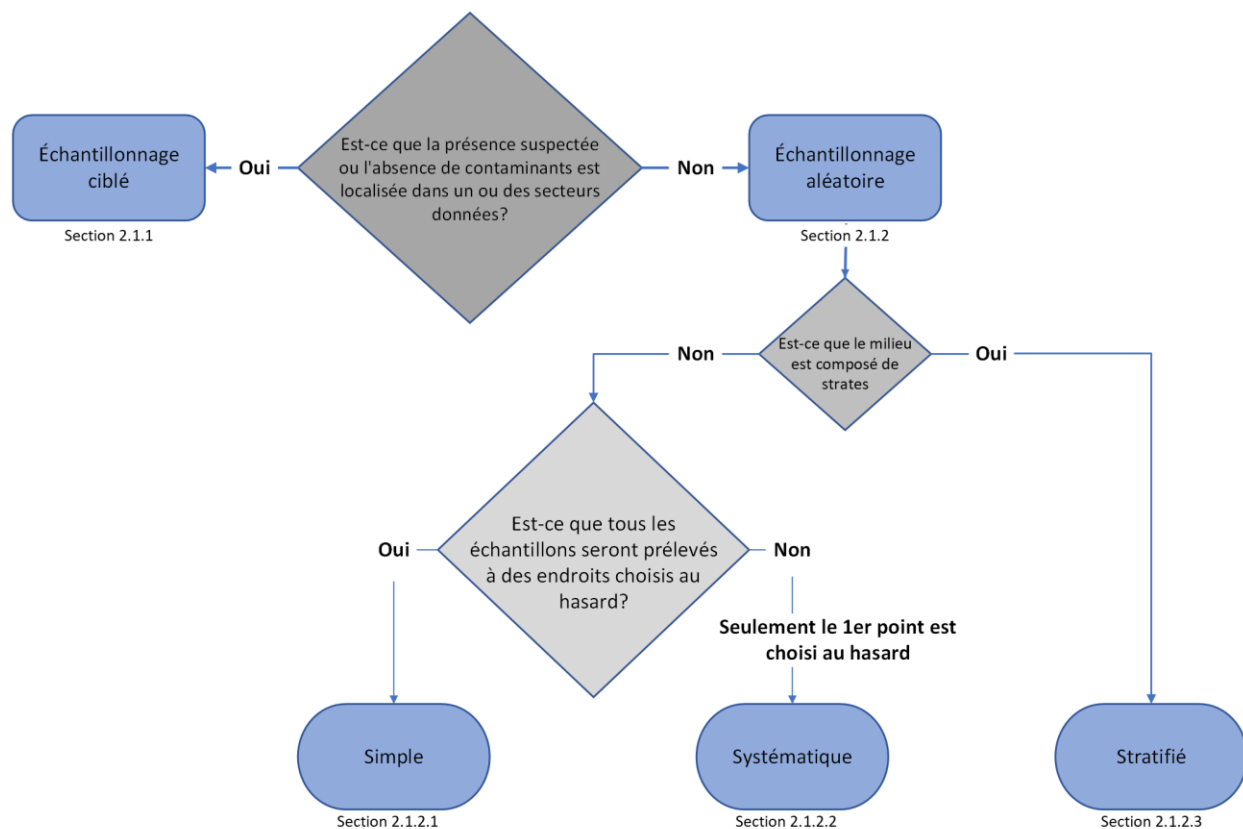 Est-ce que la présence suspectée
ou l'absence de contaminants est
localisée dans un ou des secteurs
données?
Échantillonnage
ciblé
Oui
Non
Échantillonnage
aléatoire
Section 2.1.1
Section 2.1.2
Est-ce que le milieu
est composé de
strates
Non
Oui
Est-ce que tous les
échantillons seront prélevés
à des endroits choisis au
hasard?
Oui
Non
Seulement le 1er point est
choisi au hasard
Simple
Systématique
Stratifié
Section 2.1.2.1
Section 2.1.2.2
Section 2.1.2.3